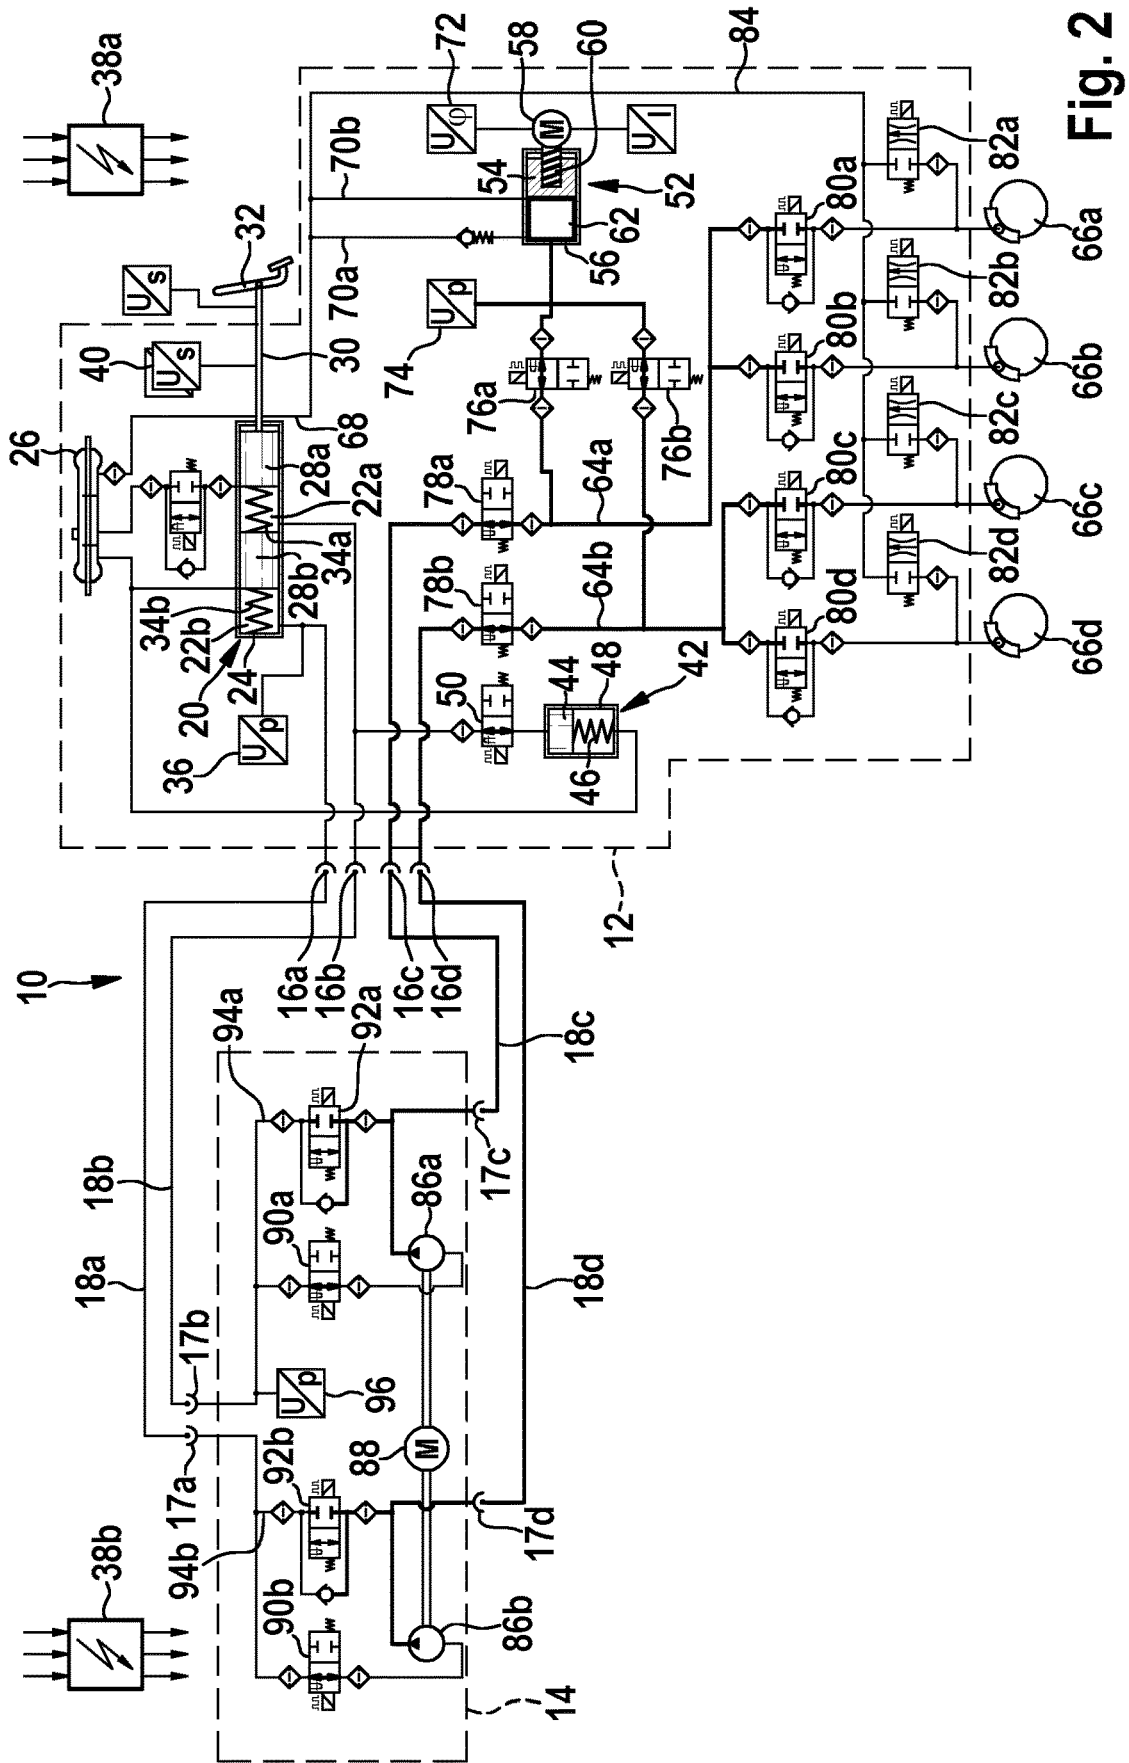 Fig. 2
38a
32
40
30
26
68
28a
22a
34a
28b
34b
22b
20
24
36
U
s
U
s
U
p
72
58
60
84
70b
70a
54
52
62
56
74
U
φ
U
I
M
U
p
76a
76b
78a
78b
64a
64b
50
44
48
42
46
80a
80b
80c
80d
82a
82b
82c
82d
66a
66b
66c
66d
12
10
16a
16b
16c
16d
18a
18b
18c
18d
17a
17b
17c
17d
94a
92a
90a
86a
96
U
p
88
M
92b
94b
90b
86b
14
38b